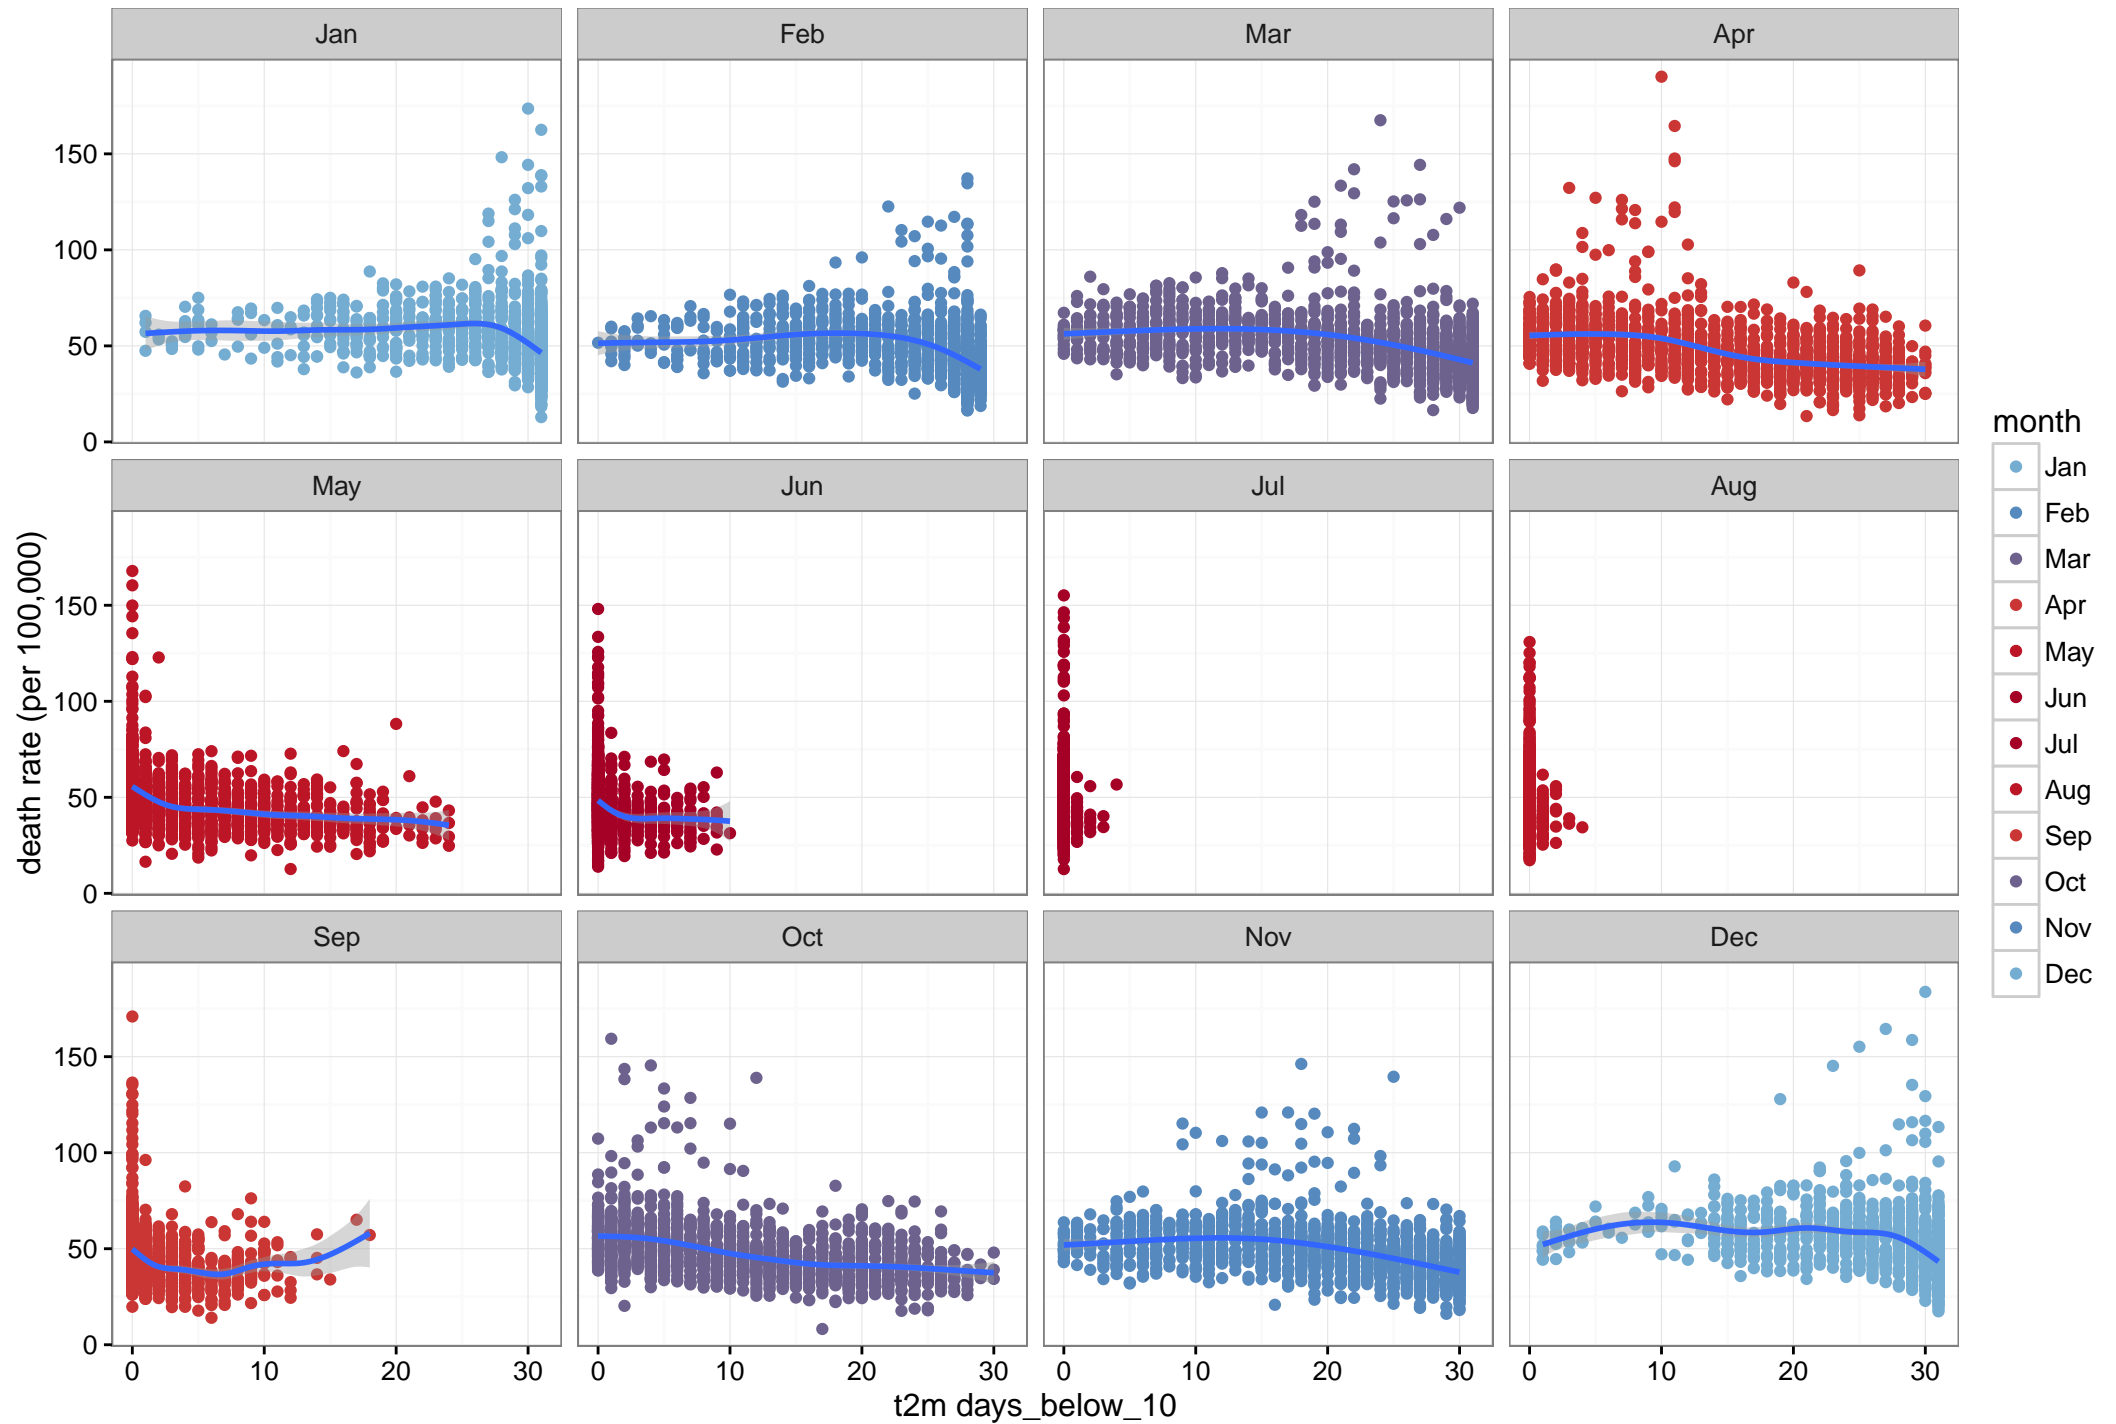 Jan Feb Mar Apr
150
100
50
0
May Jun Jul Aug
150
100
50
0
Sep Oct Nov Dec
150
100
50
0
0 10 20 30 0 10 20 30 0 10 20 30 0 10 20 30
t2m days_below_10
death rate (per 100,000)
month
Jan
Feb
Mar
Apr
May
Jun
Jul
Aug
Sep
Oct
Nov
Dec